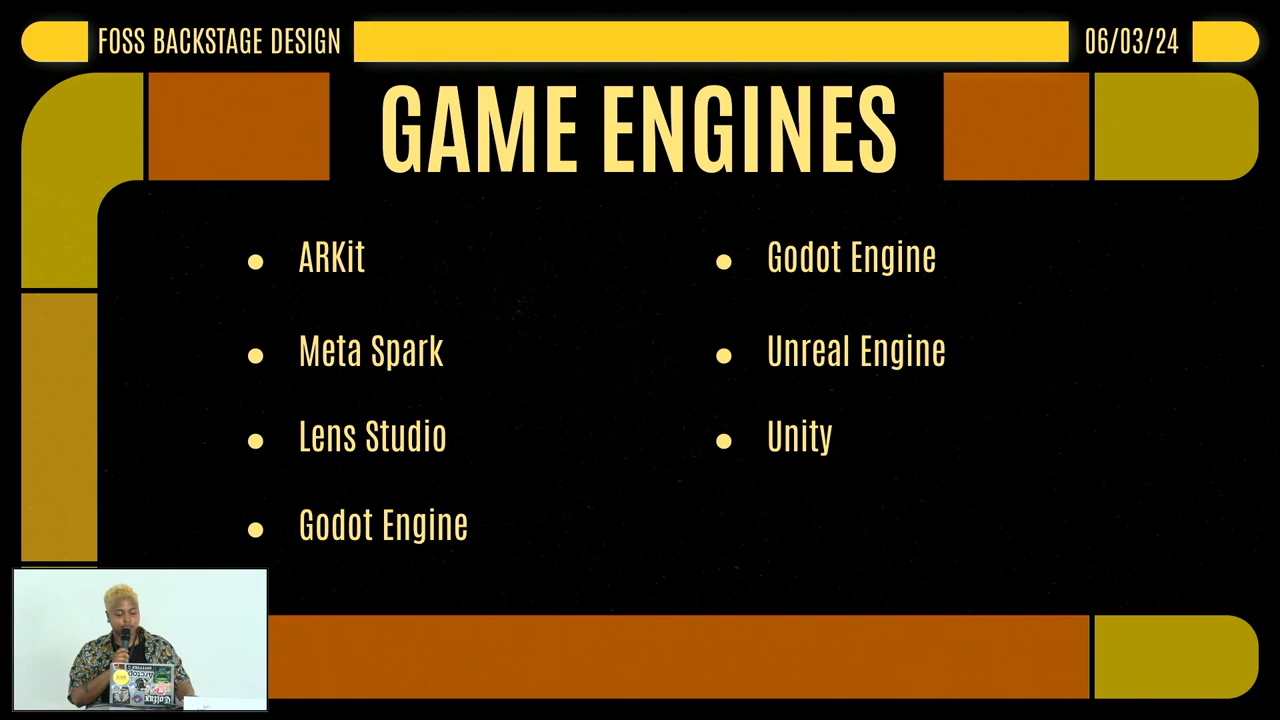 FOSS BACKSTAGE DESIGN
06/03/24
GAME ENGINES
ARKit
Meta Spark
Lens Studio
Godot Engine
Godot Engine
Unreal Engine
Unity